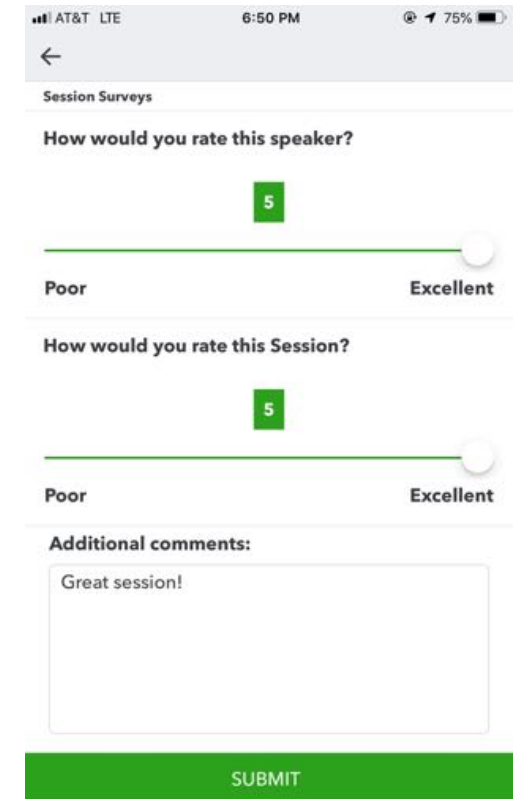 AT&T LTE 6:50 PM 75%
Session Surveys
How would you rate this speaker?
5
Poor Excellent
How would you rate this Session?
5
Poor Excellent
Additional comments:
Great session!
SUBMIT